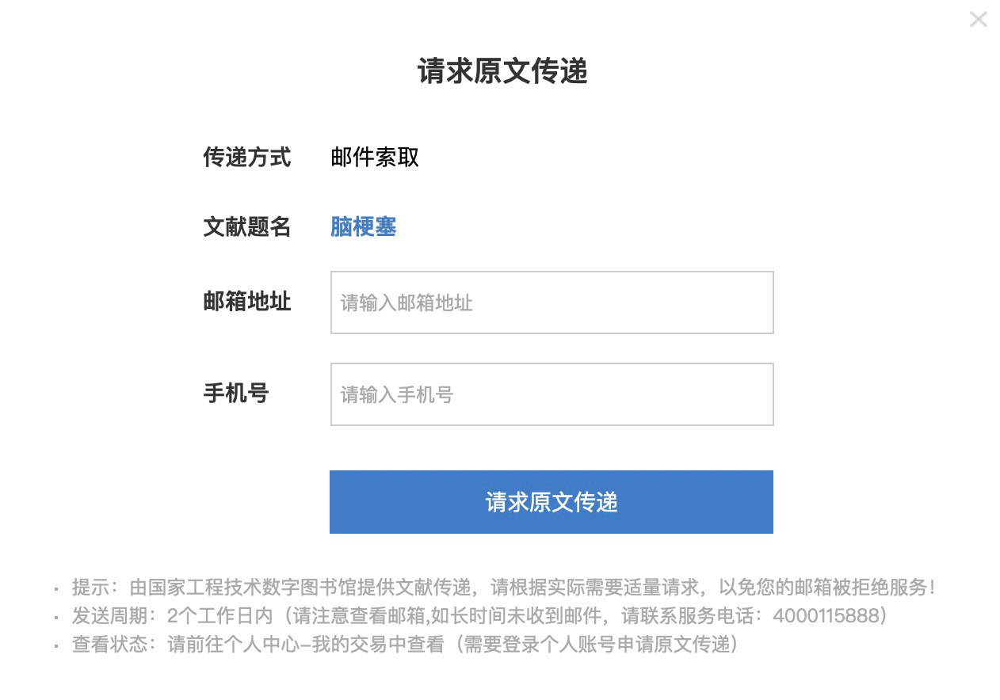 请求原文传递
传递方式 邮件索取
文献题名 脑梗塞
邮箱地址 请输入邮箱地址
手机号 请输入手机号
请求原文传递
· 提示：由国家工程技术数字图书馆提供文献传递，请根据实际需要适量请求，以免您的邮箱被拒绝服务！
· 发送周期：2个工作日内（请注意查看邮箱,如长时间未收到邮件，请联系服务电话：4000115888）
· 查看状态：请前往个人中心–我的交易中查看（需要登录个人账号申请原文传递）